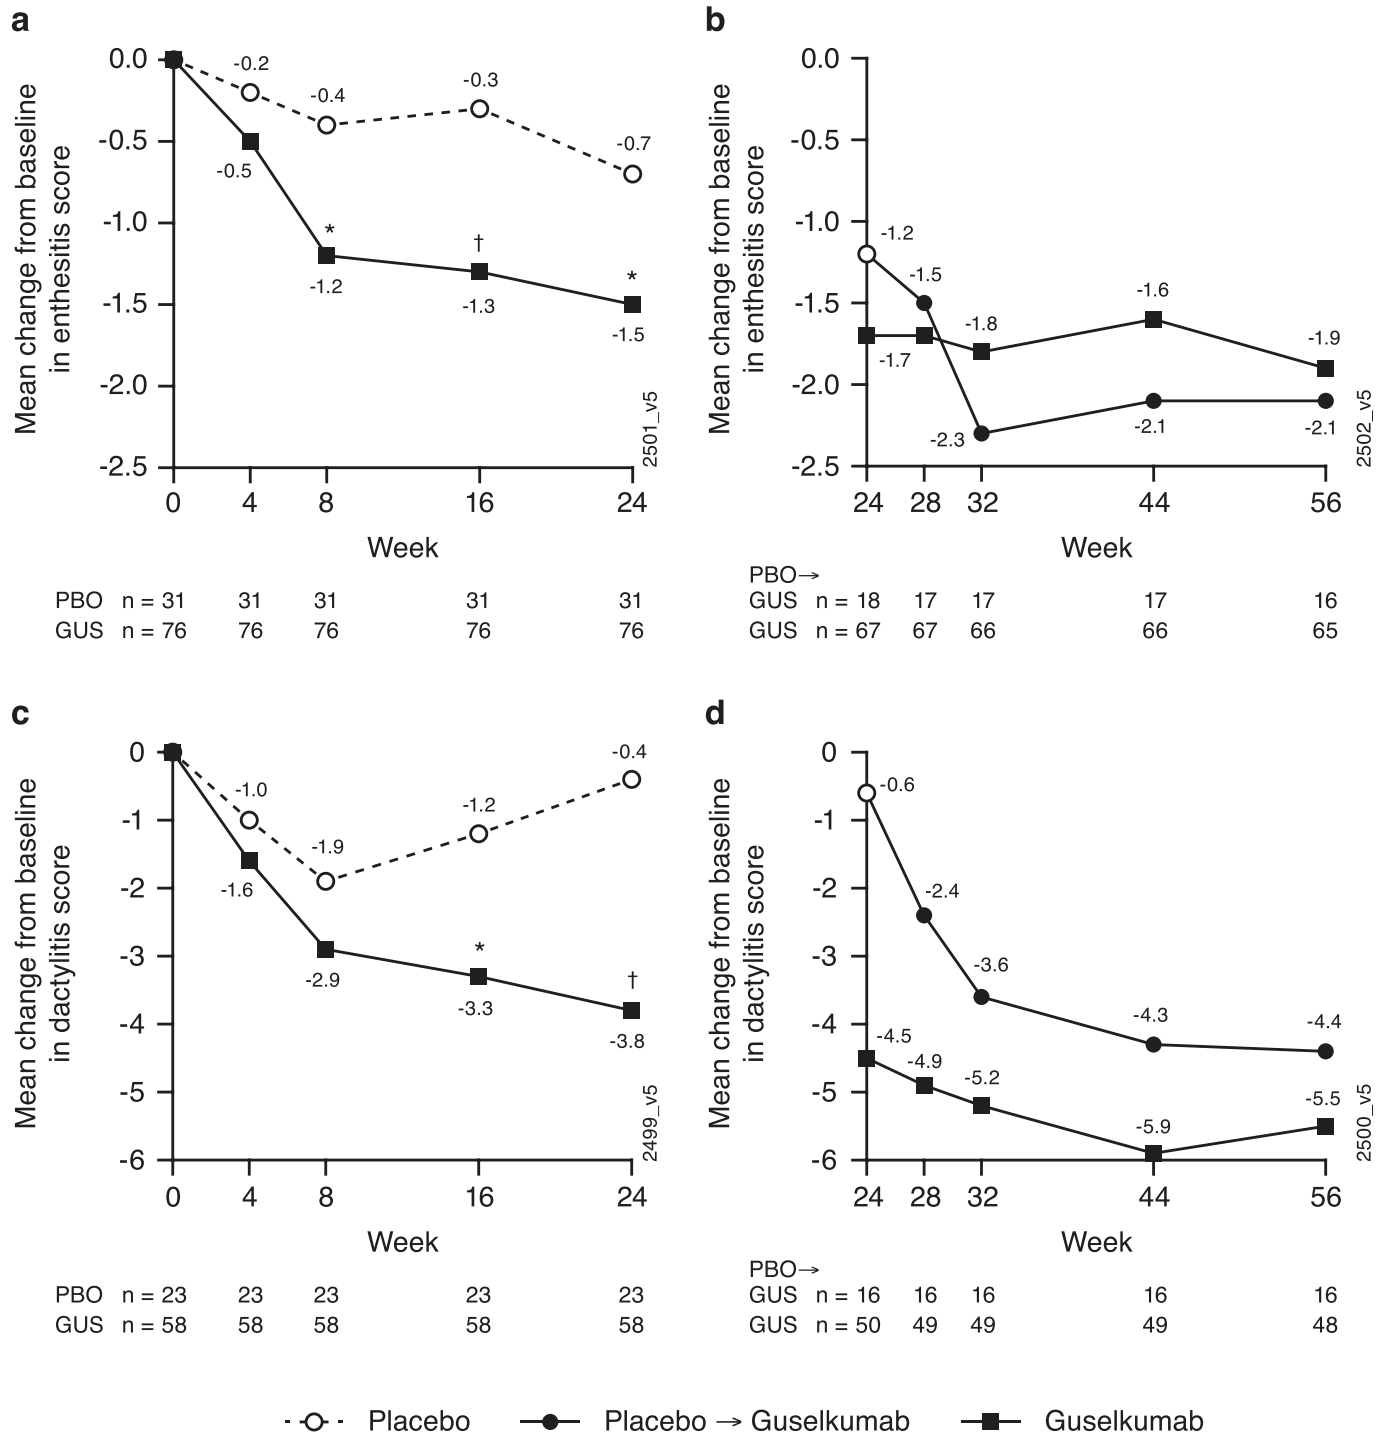 a
0.0
-0.5
-1.0
-1.5
-2.0
-2.5
Mean change from baseline
in enthesitis score
-0.2
-0.4
-0.3
-0.7
-0.5
*
-1.2
†
-1.3
*
-1.5
2501_v5
0 4 8 16 24
Week
PBO n = 31 31 31 31 31
GUS n = 76 76 76 76 76
b
0.0
-0.5
-1.0
-1.5
-2.0
-2.5
Mean change from baseline
in enthesitis score
-1.2
-1.5
-1.7
-1.8
-1.6
-1.9
-2.3
-2.1
-2.1
2502_v5
24 28 32 44 56
Week
PBO→
GUS n = 18 17 17 17 16
GUS n = 67 67 66 66 65
c
0
-1
-2
-3
-4
-5
-6
Mean change from baseline
in dactylitis score
-1.0
-1.9
-1.2
-0.4
-1.6
-2.9
*
-3.3
†
-3.8
2499_v5
0 4 8 16 24
Week
PBO n = 23 23 23 23 23
GUS n = 58 58 58 58 58
d
0
-1
-2
-3
-4
-5
-6
Mean change from baseline
in dactylitis score
-0.6
-2.4
-3.6
-4.3
-4.4
-4.5
-4.9
-5.2
-5.9
-5.5
2500_v5
24 28 32 44 56
Week
PBO→
GUS n = 16 16 16 16 16
GUS n = 50 49 49 49 48
Placebo Placebo → Guselkumab Guselkumab